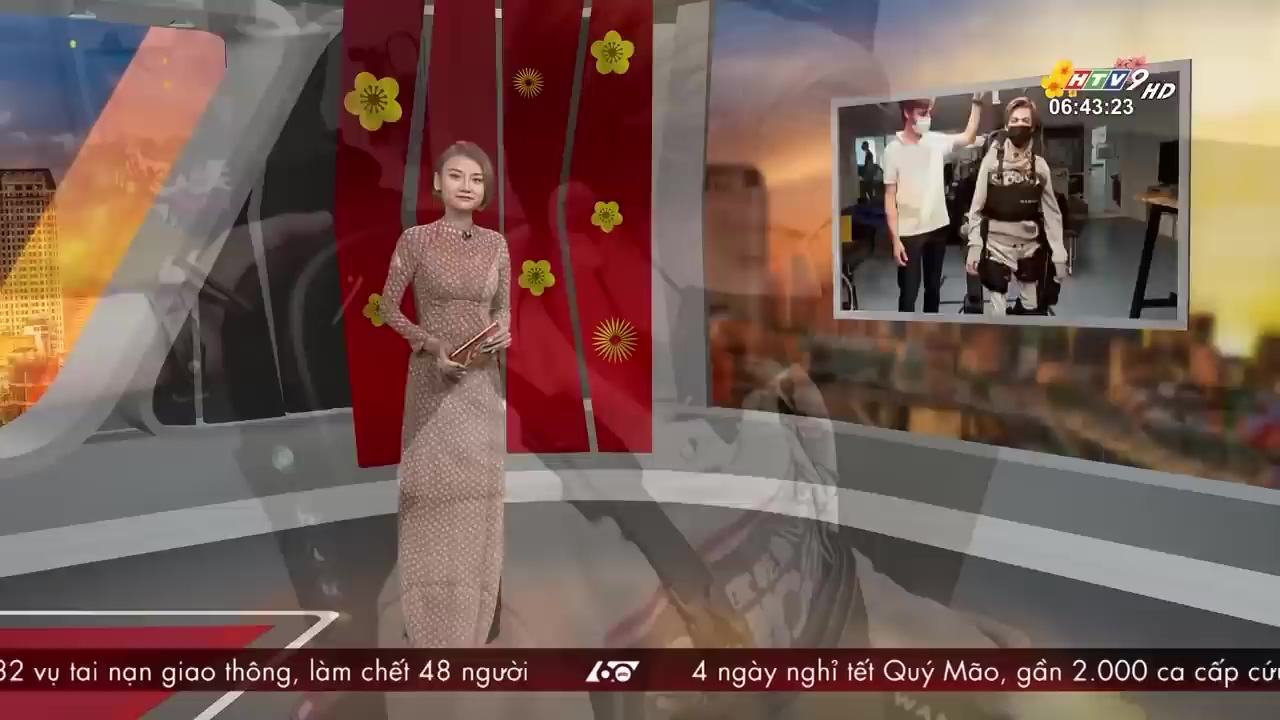 HTV9 HD
06:43:23
32 vụ tai nạn giao thông, làm chết 48 người
4 ngày nghỉ tết Quý Mão, gần 2.000 ca cấp cứu